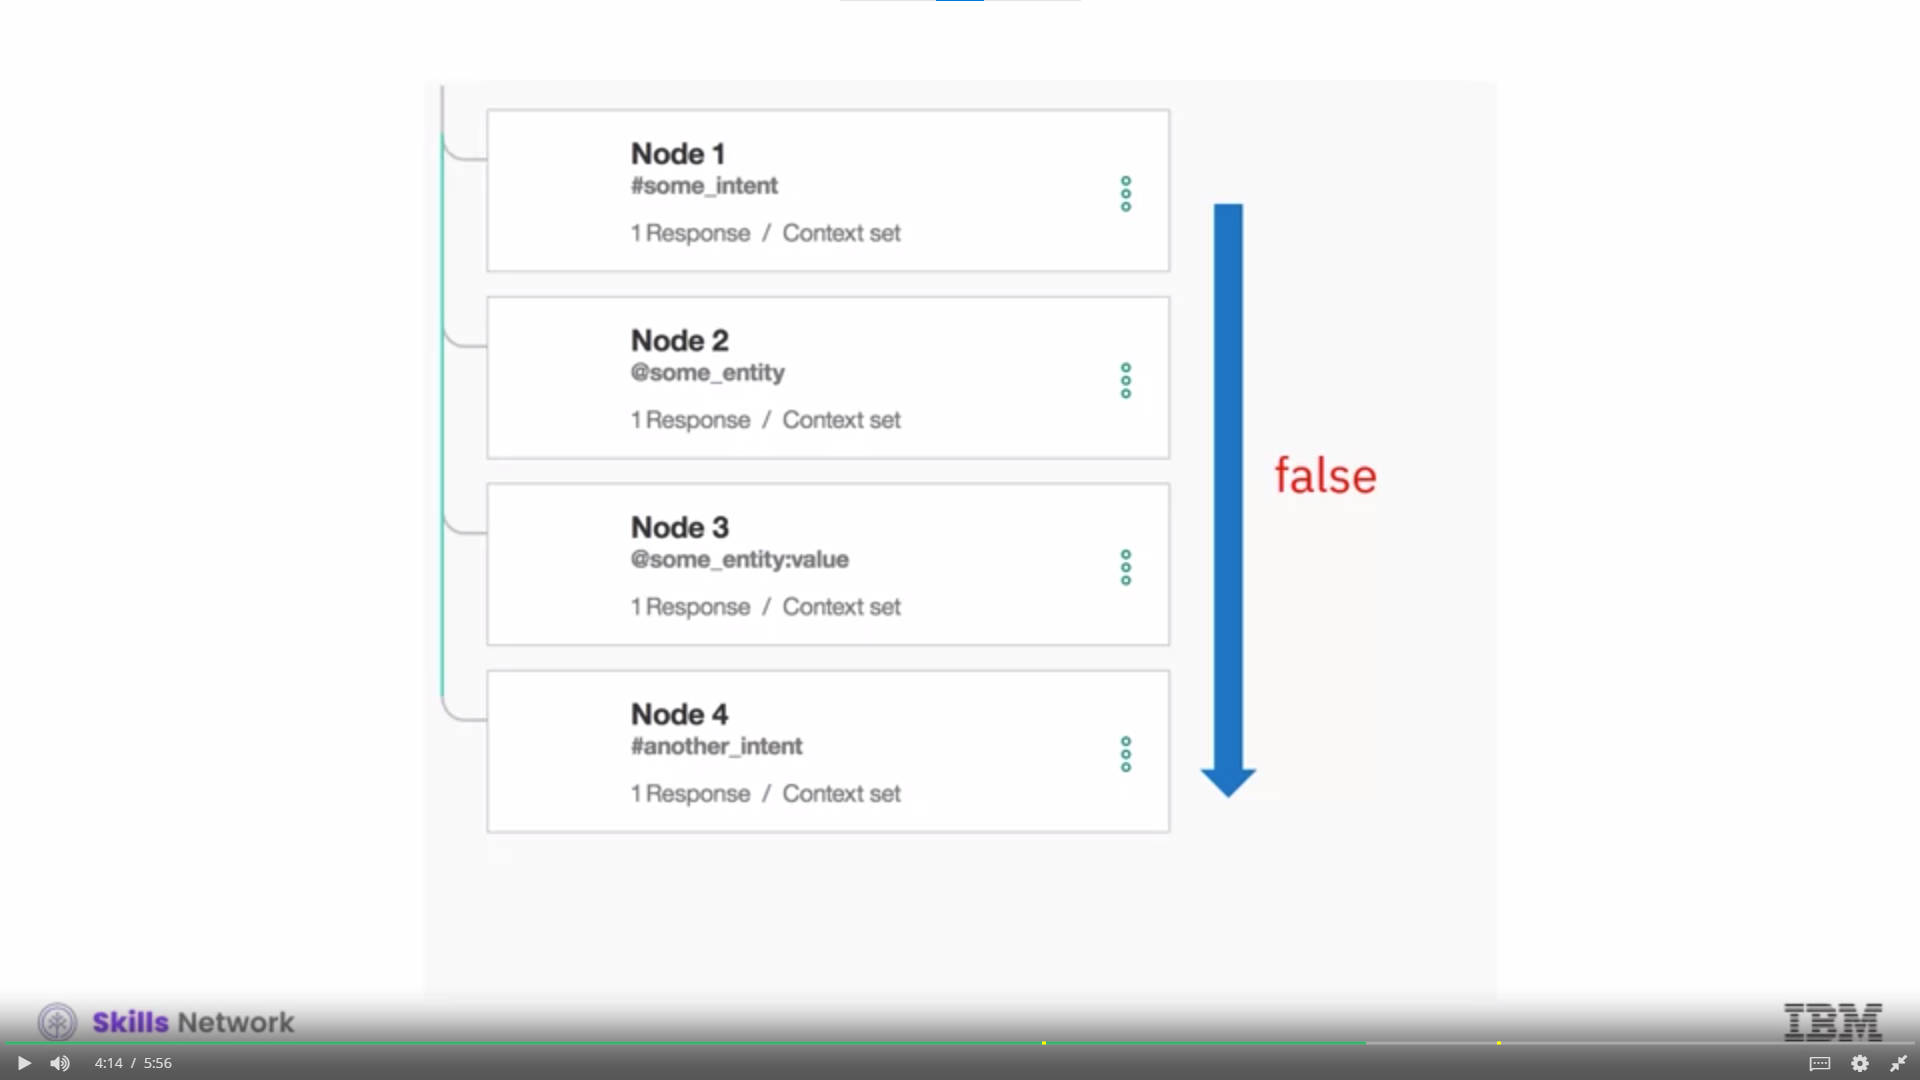 Node 1
#some_intent
1 Response / Context set
Node 2
@some_entity
1 Response / Context set
false
Node 3
@some_entity:value
1 Response / Context set
Node 4
#another_intent
1 Response / Context set
Skills Network
IBM
4:14 / 5:56